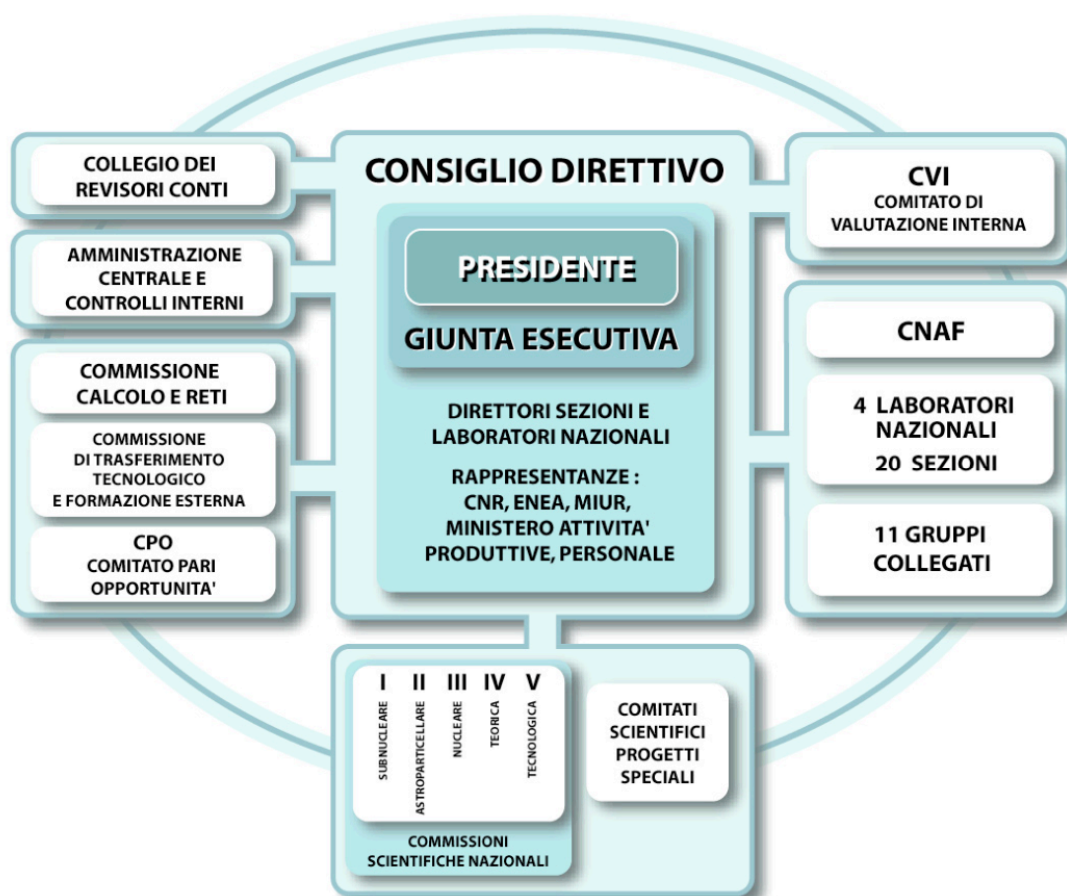 COLLEGIO DEI
REVISORI CONTI
AMMINISTRAZIONE
CENTRALE E
CONTROLLI INTERNI
COMMISSIONE
CALCOLO E RETI
COMMISSIONE
DI TRASFERIMENTO
TECNOLOGICO
E FORMAZIONE ESTERNA
CPO
COMITATO PARI
OPPORTUNITA'
CONSIGLIO DIRETTIVO
PRESIDENTE
GIUNTA ESECUTIVA
DIRETTORI SEZIONI E
LABORATORI NAZIONALI
RAPPRESENTANZE :
CNR, ENEA, MIUR,
MINISTERO ATTIVITA'
PRODUTTIVE, PERSONALE
CVI
COMITATO DI
VALUTAZIONE INTERNA
CNAF
4 LABORATORI
NAZIONALI
20 SEZIONI
11 GRUPPI
COLLEGATI
I II III IV V
SUBNUCLEARE
ASTROPARTICELLARE
NUCLEARE
TEORICA
TECNOLOGICA
COMMISSIONI
SCIENTIFICHE NAZIONALI
COMITATI
SCIENTIFICI
PROGETTI
SPECIALI